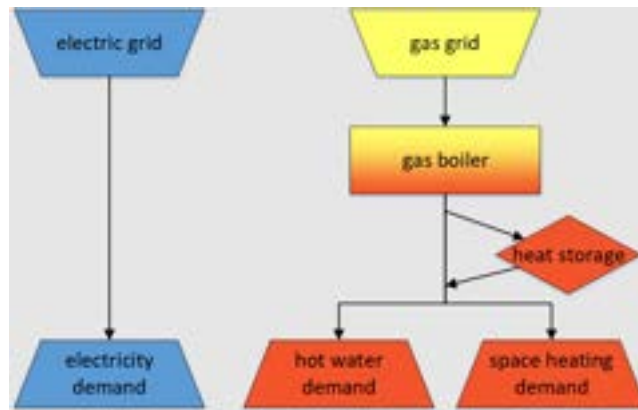 electric grid
gas grid
gas boiler
heat storage
electricity
demand
hot water
demand
space heating
demand